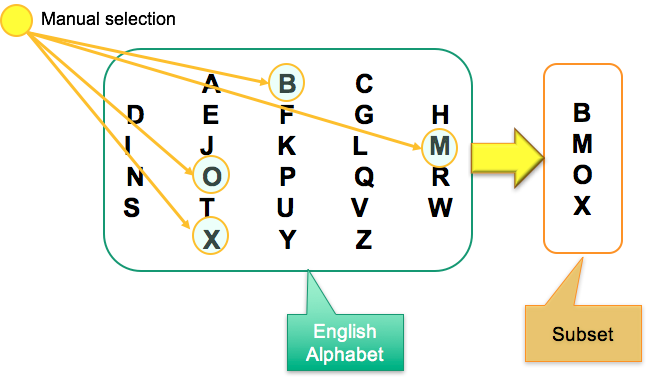 Manual selection
A B C
D E F G H
I J K L M
N O P Q R
S T U V W
X Y Z
B
M
O
X
English
Alphabet
Subset